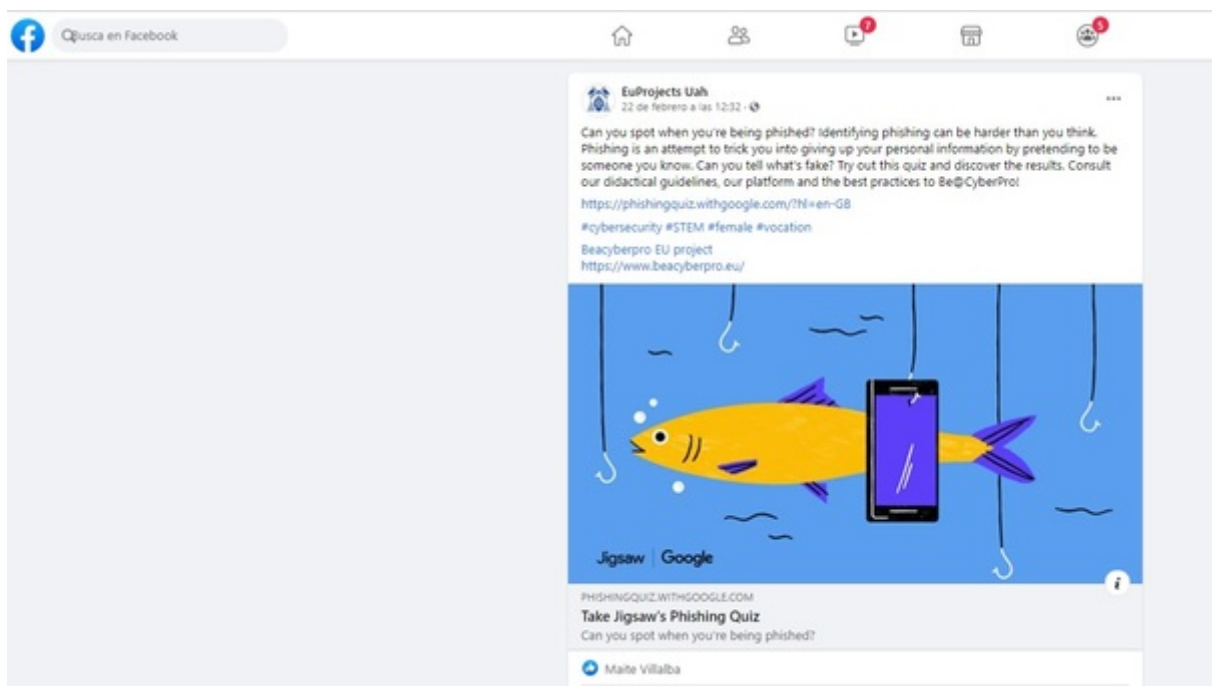 Busca en Facebook
7
5
EuProjects Uah
22 de febrero a las 12:32 ·
Can you spot when you're being phished? Identifying phishing can be harder than you think.
Phishing is an attempt to trick you into giving up your personal information by pretending to be
someone you know. Can you tell what's fake? Try out this quiz and discover the results. Consult
our didactical guidelines, our platform and the best practices to Be@CyberPro!
https://phishingquiz.withgoogle.com/?hl=en-GB
#cybersecurity #STEM #female #vocation
Beacyberpro EU project
https://www.beacyberpro.eu/
Jigsaw | Google
i
PHISHINGQUIZ.WITHGOOGLE.COM
Take Jigsaw's Phishing Quiz
Can you spot when you're being phished?
Maite Villalba